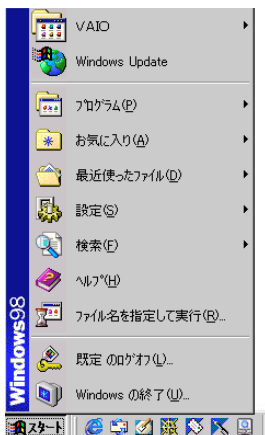 VAIO
Windows Update
ﾌﾟﾛｸﾞﾗﾑ(P)
お気に入り(A)
最近使ったﾌｧｲﾙ(D)
設定(S)
検索(F)
ﾍﾙﾌﾟ(H)
ﾌｧｲﾙ名を指定して実行(R)...
既定 のﾛｸﾞｵﾌ(L)...
Windows の終了(U)...
Windows98
ｽﾀｰﾄ